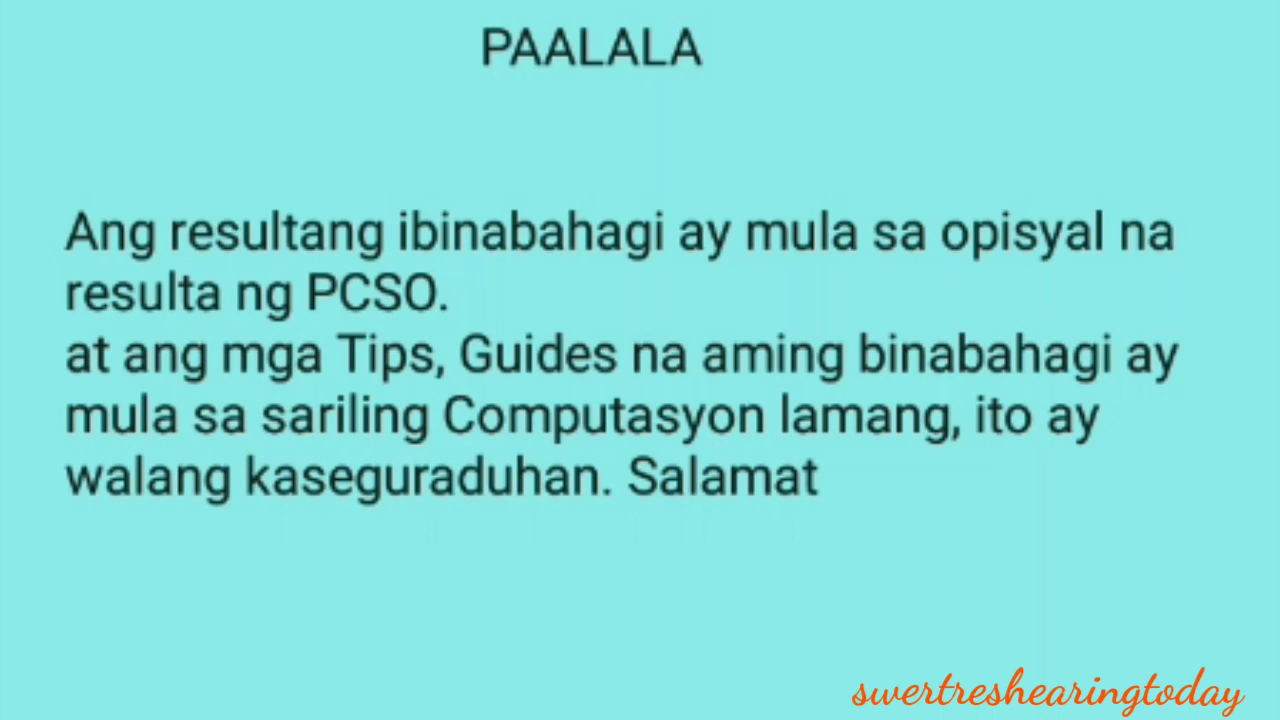 PAALALA
Ang resultang ibinabahagi ay mula sa opisyal na
resulta ng PCSO.
at ang mga Tips, Guides na aming binabahagi ay
mula sa sariling Computasyon lamang, ito ay
walang kaseguraduhan. Salamat
swertreshearingtoday